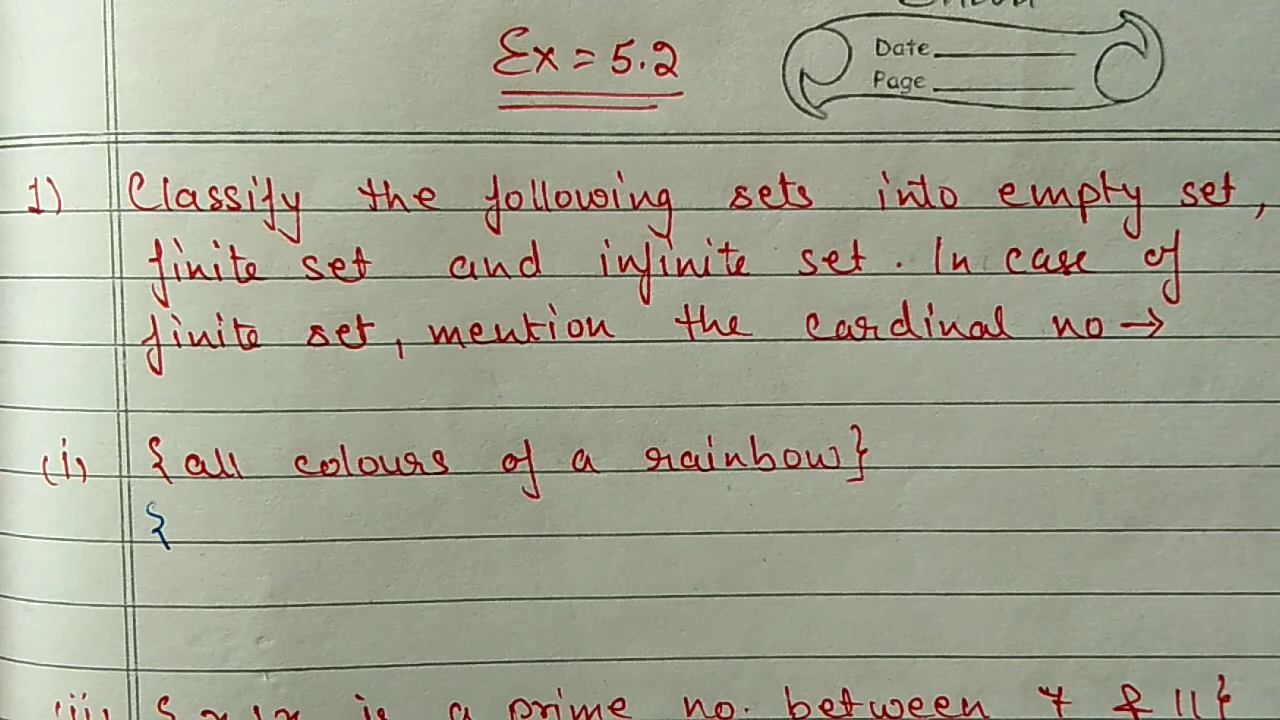 Ex = 5.2
Date
Page
1) Classify the following sets into empty set,
finite set and infinite set. In case of
finite set, mention the cardinal no →
(i) {all colours of a rainbow}
{
(ii) {x | x is a prime no. between 7 & 11}